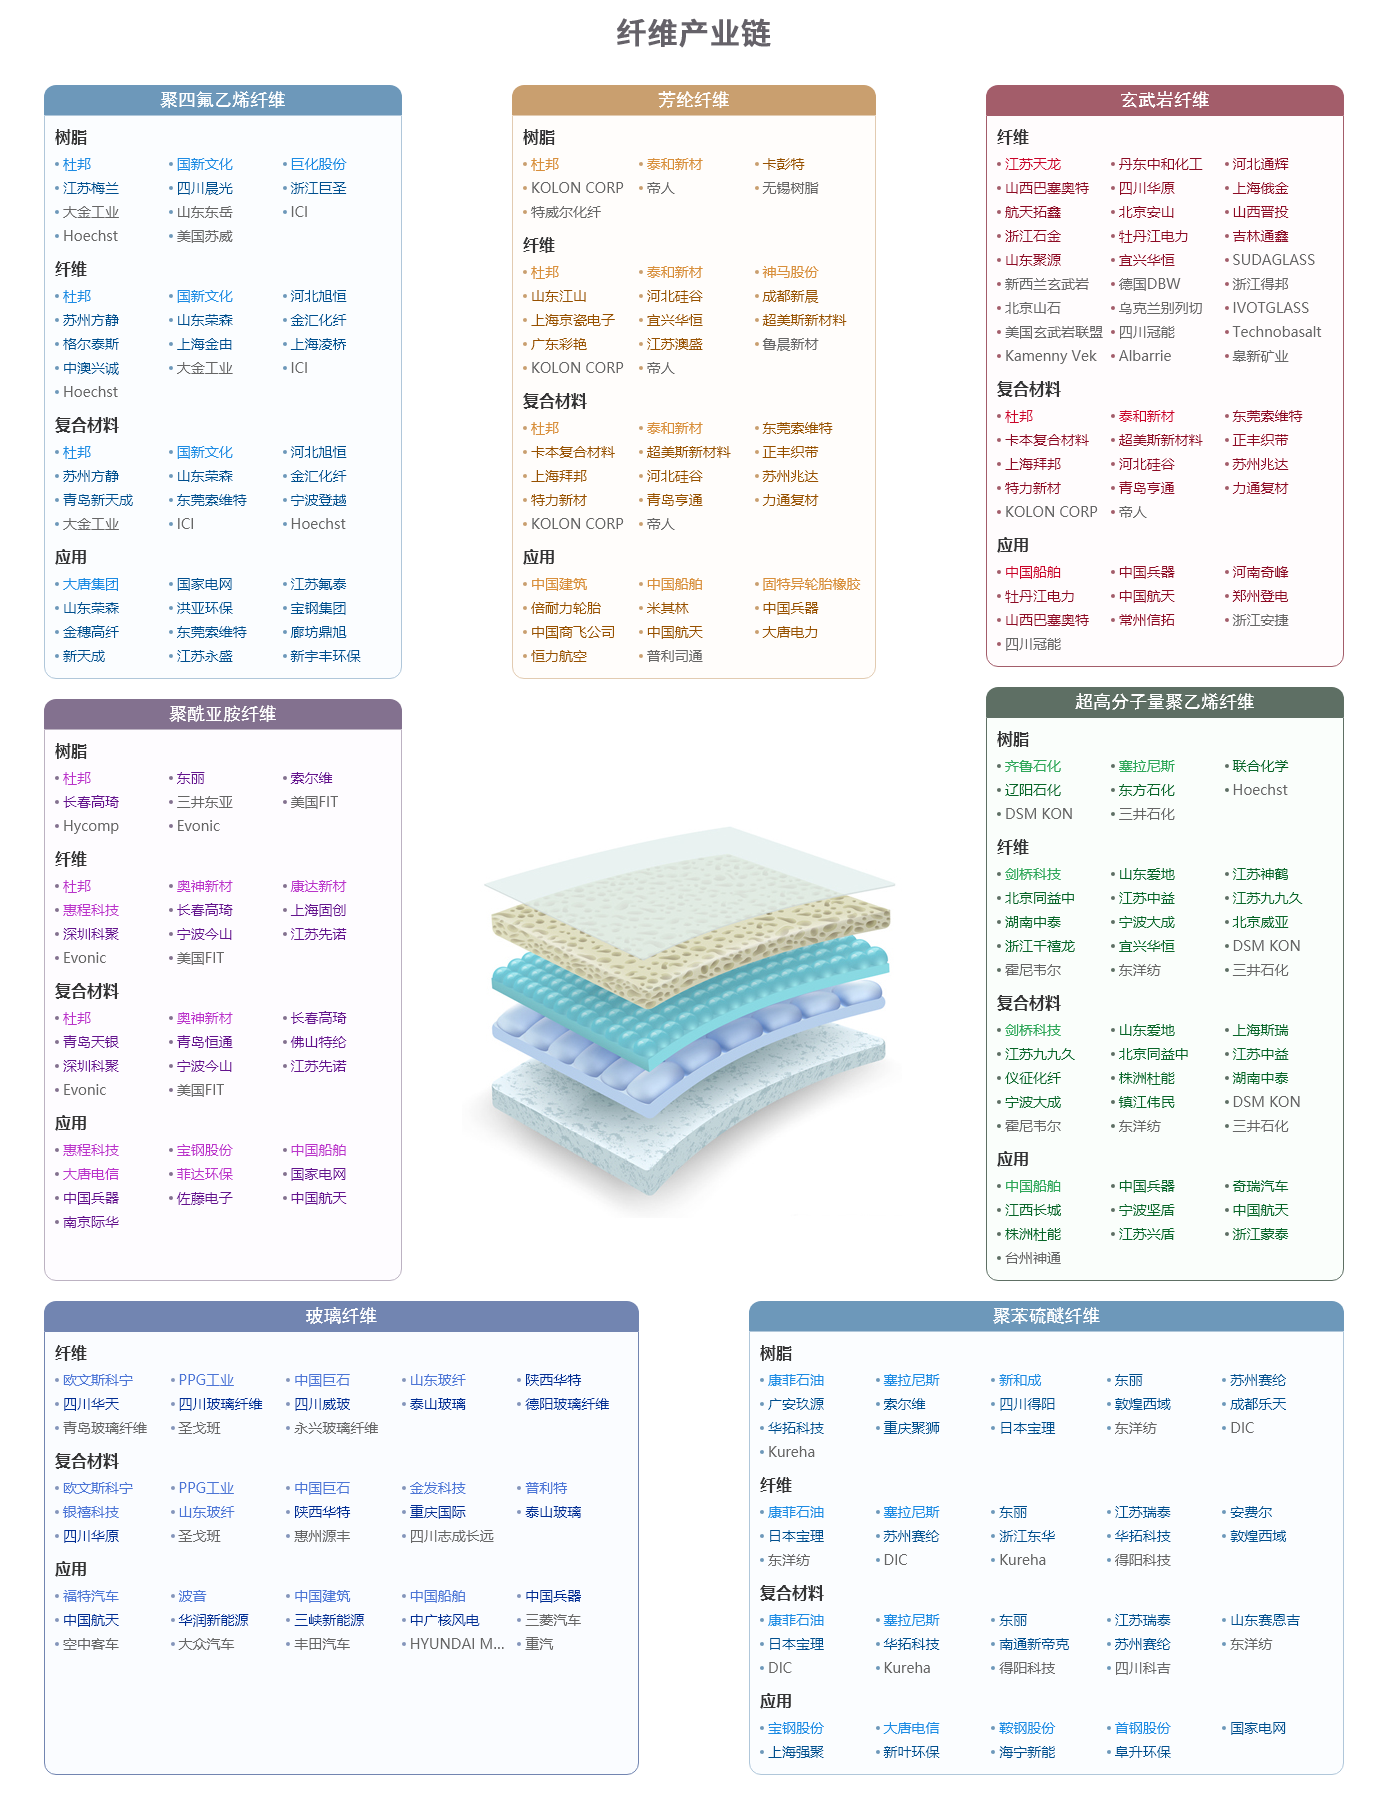 纤维产业链
聚四氟乙烯纤维
树脂
• 杜邦 • 国新文化 • 巨化股份
• 江苏梅兰 • 四川晨光 • 浙江巨圣
• 大金工业 • 山东东岳 • ICI
• Hoechst • 美国苏威
纤维
• 杜邦 • 国新文化 • 河北旭恒
• 苏州方静 • 山东荣森 • 金汇化纤
• 格尔泰斯 • 上海金由 • 上海凌桥
• 中澳兴诚 • 大金工业 • ICI
• Hoechst
复合材料
• 杜邦 • 国新文化 • 河北旭恒
• 苏州方静 • 山东荣森 • 金汇化纤
• 青岛新天成 • 东莞索维特 • 宁波登越
• 大金工业 • ICI • Hoechst
应用
• 大唐集团 • 国家电网 • 江苏氟泰
• 山东荣森 • 洪亚环保 • 宝钢集团
• 金穗高纤 • 东莞索维特 • 廊坊鼎旭
• 新天成 • 江苏永盛 • 新宇丰环保
芳纶纤维
树脂
• 杜邦 • 泰和新材 • 卡彭特
• KOLON CORP • 帝人 • 无锡树脂
• 特威尔化纤
纤维
• 杜邦 • 泰和新材 • 神马股份
• 山东江山 • 河北硅谷 • 成都新晨
• 上海京瓷电子 • 宜兴华恒 • 超美斯新材料
• 广东彩艳 • 江苏澳盛 • 鲁晨新材
• KOLON CORP • 帝人
复合材料
• 杜邦 • 泰和新材 • 东莞索维特
• 卡本复合材料 • 超美斯新材料 • 正丰织带
• 上海拜邦 • 河北硅谷 • 苏州兆达
• 特力新材 • 青岛亨通 • 力通复材
• KOLON CORP • 帝人
应用
• 中国建筑 • 中国船舶 • 固特异轮胎橡胶
• 倍耐力轮胎 • 米其林 • 中国兵器
• 中国商飞公司 • 中国航天 • 大唐电力
• 恒力航空 • 普利司通
玄武岩纤维
纤维
• 江苏天龙 • 丹东中和化工 • 河北通辉
• 山西巴塞奥特 • 四川华原 • 上海俄金
• 航天拓鑫 • 北京安山 • 山西晋投
• 浙江石金 • 牡丹江电力 • 吉林通鑫
• 山东聚源 • 宜兴华恒 • SUDAGLASS
• 新西兰玄武岩 • 德国DBW • 浙江得邦
• 北京山石 • 乌克兰别列切 • IVOTGLASS
• 美国玄武岩联盟 • 四川冠能 • Technobasalt
• Kamenny Vek • Albarrie • 皋新矿业
复合材料
• 杜邦 • 泰和新材 • 东莞索维特
• 卡本复合材料 • 超美斯新材料 • 正丰织带
• 上海拜邦 • 河北硅谷 • 苏州兆达
• 特力新材 • 青岛亨通 • 力通复材
• KOLON CORP • 帝人
应用
• 中国船舶 • 中国兵器 • 河南奇峰
• 牡丹江电力 • 中国航天 • 郑州登电
• 山西巴塞奥特 • 常州信拓 • 浙江安捷
• 四川冠能
聚酰亚胺纤维
树脂
• 杜邦 • 东丽 • 索尔维
• 长春高琦 • 三井东亚 • 美国FIT
• Hycomp • Evonic
纤维
• 杜邦 • 奥神新材 • 康达新材
• 惠程科技 • 长春高琦 • 上海固创
• 深圳科聚 • 宁波今山 • 江苏先诺
• Evonic • 美国FIT
复合材料
• 杜邦 • 奥神新材 • 长春高琦
• 青岛天银 • 青岛恒通 • 佛山特纶
• 深圳科聚 • 宁波今山 • 江苏先诺
• Evonic • 美国FIT
应用
• 惠程科技 • 宝钢股份 • 中国船舶
• 大唐电信 • 菲达环保 • 国家电网
• 中国兵器 • 佐藤电子 • 中国航天
• 南京际华
超高分子量聚乙烯纤维
树脂
• 齐鲁石化 • 塞拉尼斯 • 联合化学
• 辽阳石化 • 东方石化 • Hoechst
• DSM KON • 三井石化
纤维
• 剑桥科技 • 山东爱地 • 江苏神鹤
• 北京同益中 • 江苏中益 • 江苏九九久
• 湖南中泰 • 宁波大成 • 北京威亚
• 浙江千禧龙 • 宜兴华恒 • DSM KON
• 霍尼韦尔 • 东洋纺 • 三井石化
复合材料
• 剑桥科技 • 山东爱地 • 上海斯瑞
• 江苏九九久 • 北京同益中 • 江苏中益
• 仪征化纤 • 株洲杜能 • 湖南中泰
• 宁波大成 • 镇江伟民 • DSM KON
• 霍尼韦尔 • 东洋纺 • 三井石化
应用
• 中国船舶 • 中国兵器 • 奇瑞汽车
• 江西长城 • 宁波坚盾 • 中国航天
• 株洲杜能 • 江苏兴盾 • 浙江蒙泰
• 台州神通
玻璃纤维
纤维
• 欧文斯科宁 • PPG工业 • 中国巨石 • 山东玻纤 • 陕西华特
• 四川华天 • 四川玻璃纤维 • 四川威玻 • 泰山玻璃 • 德阳玻璃纤维
• 青岛玻璃纤维 • 圣戈班 • 永兴玻璃纤维
复合材料
• 欧文斯科宁 • PPG工业 • 中国巨石 • 金发科技 • 普利特
• 银禧科技 • 山东玻纤 • 陕西华特 • 重庆国际 • 泰山玻璃
• 四川华原 • 圣戈班 • 惠州源丰 • 四川志成长远
应用
• 福特汽车 • 波音 • 中国建筑 • 中国船舶 • 中国兵器
• 中国航天 • 华润新能源 • 三峡新能源 • 中广核风电 • 三菱汽车
• 空中客车 • 大众汽车 • 丰田汽车 • HYUNDAI M... • 重汽
聚苯硫醚纤维
树脂
• 康菲石油 • 塞拉尼斯 • 新和成 • 东丽 • 苏州赛纶
• 广安玖源 • 索尔维 • 四川得阳 • 敦煌西域 • 成都乐天
• 华拓科技 • 重庆聚狮 • 日本宝理 • 东洋纺 • DIC
• Kureha
纤维
• 康菲石油 • 塞拉尼斯 • 东丽 • 江苏瑞泰 • 安费尔
• 日本宝理 • 苏州赛纶 • 浙江东华 • 华拓科技 • 敦煌西域
• 东洋纺 • DIC • Kureha • 得阳科技
复合材料
• 康菲石油 • 塞拉尼斯 • 东丽 • 江苏瑞泰 • 山东赛恩吉
• 日本宝理 • 华拓科技 • 南通新帝克 • 苏州赛纶 • 东洋纺
• DIC • Kureha • 得阳科技 • 四川科吉
应用
• 宝钢股份 • 大唐电信 • 鞍钢股份 • 首钢股份 • 国家电网
• 上海强聚 • 新叶环保 • 海宁新能 • 阜升环保